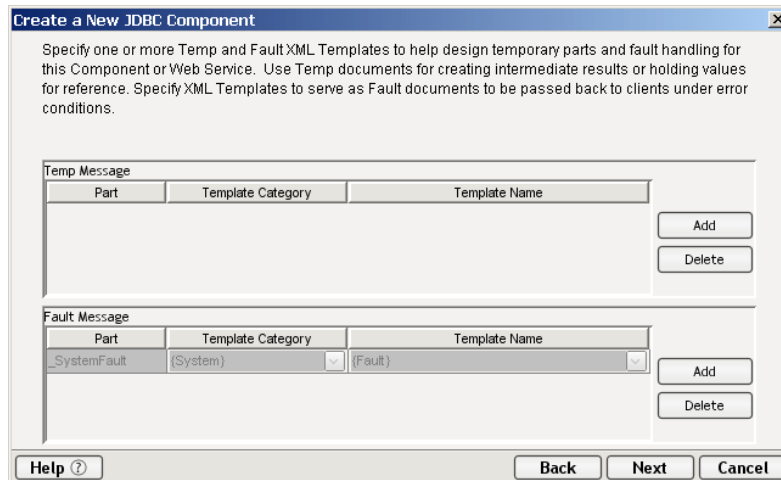 Create a New JDBC Component
Specify one or more Temp and Fault XML Templates to help design temporary parts and fault handling for
this Component or Web Service. Use Temp documents for creating intermediate results or holding values
for reference. Specify XML Templates to serve as Fault documents to be passed back to clients under error
conditions.
Temp Message
Part Template Category Template Name
Add
Delete
Fault Message
Part Template Category Template Name
_SystemFault {System} {Fault}
Add
Delete
Help ? Back Next Cancel